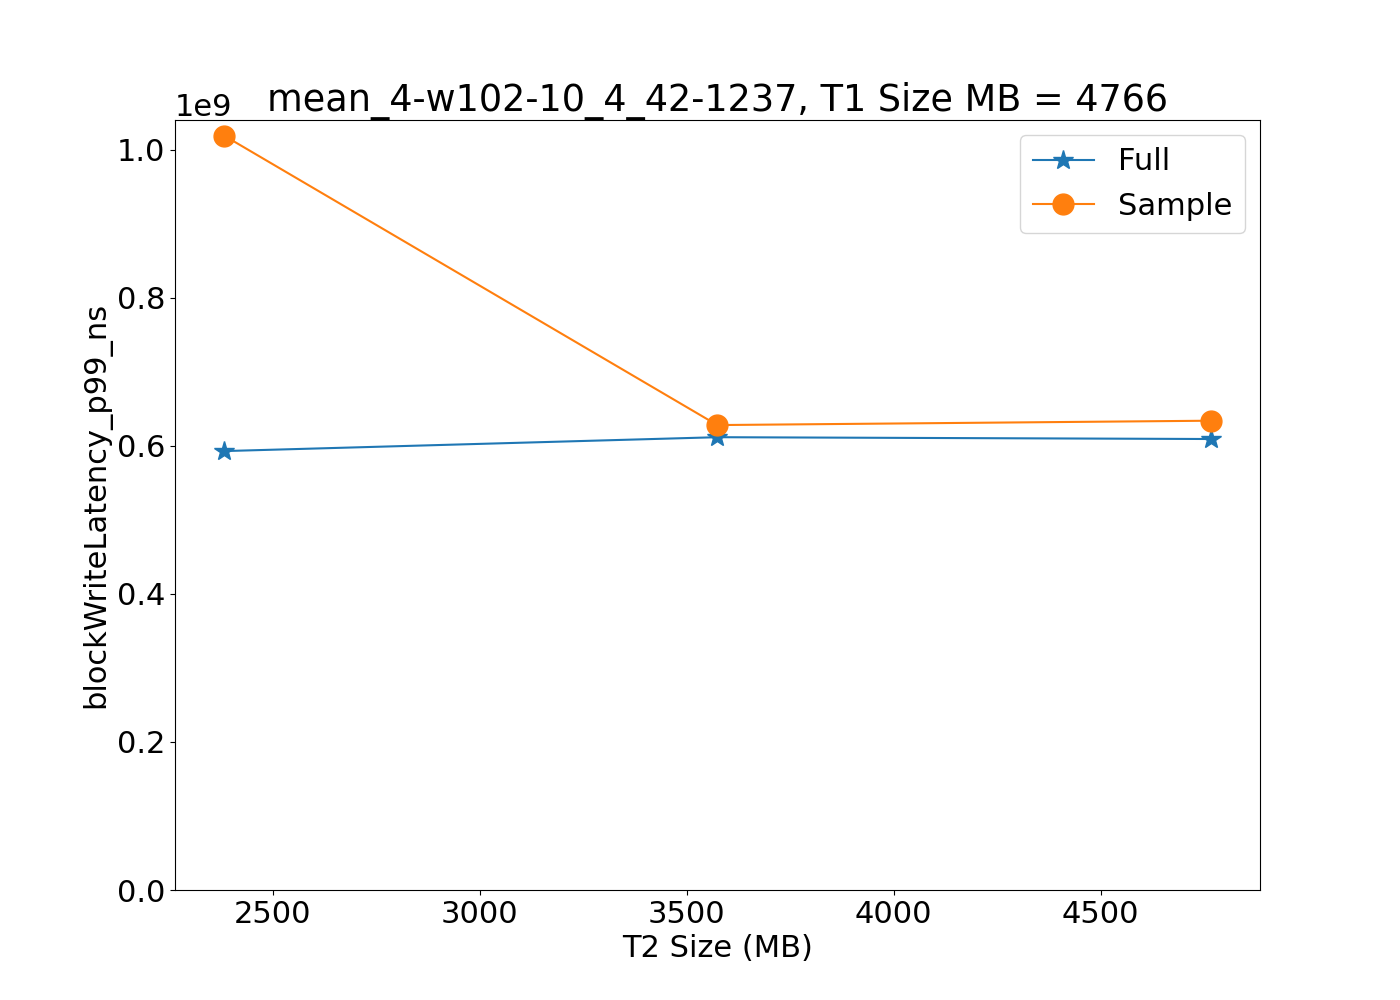 1e9
mean_4-w102-10_4_42-1237, T1 Size MB = 4766
Full
Sample
1.0
0.8
0.6
0.4
0.2
0.0
blockWriteLatency_p99_ns
2500 3000 3500 4000 4500
T2 Size (MB)